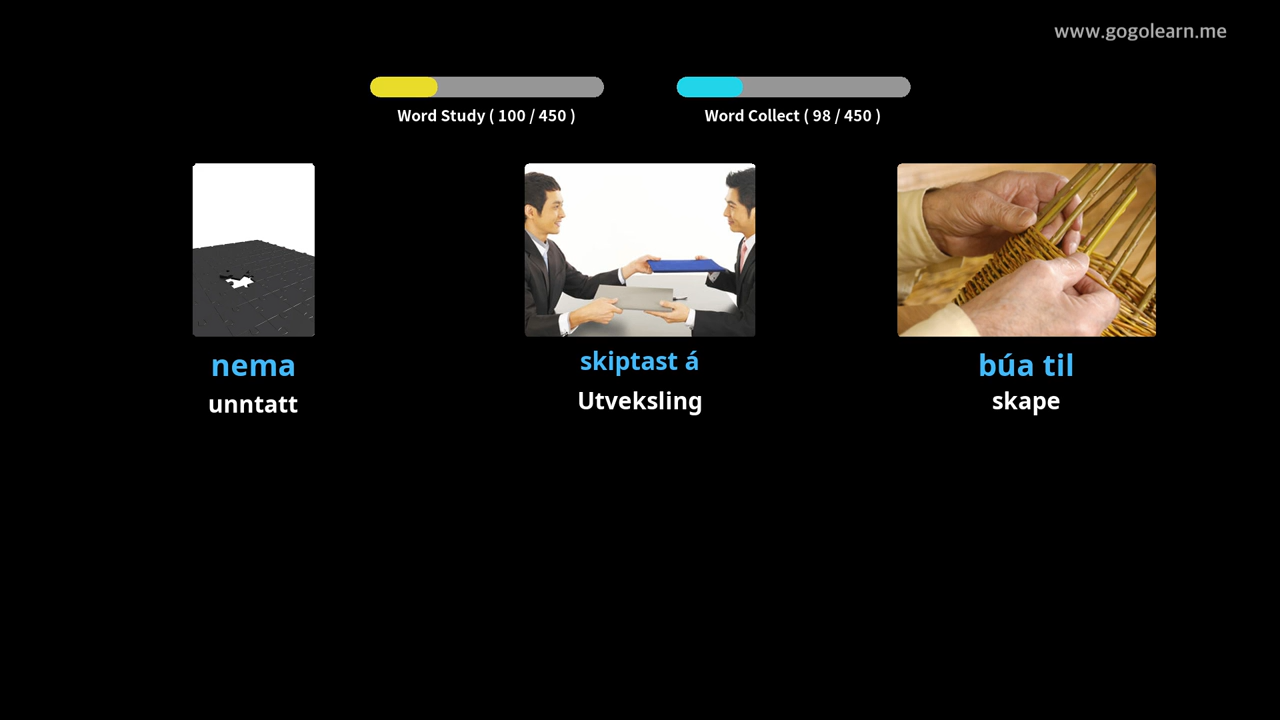 www.gogolearn.me
Word Study ( 100 / 450 )
Word Collect ( 98 / 450 )
nema
unntatt
skiptast á
Utveksling
búa til
skape